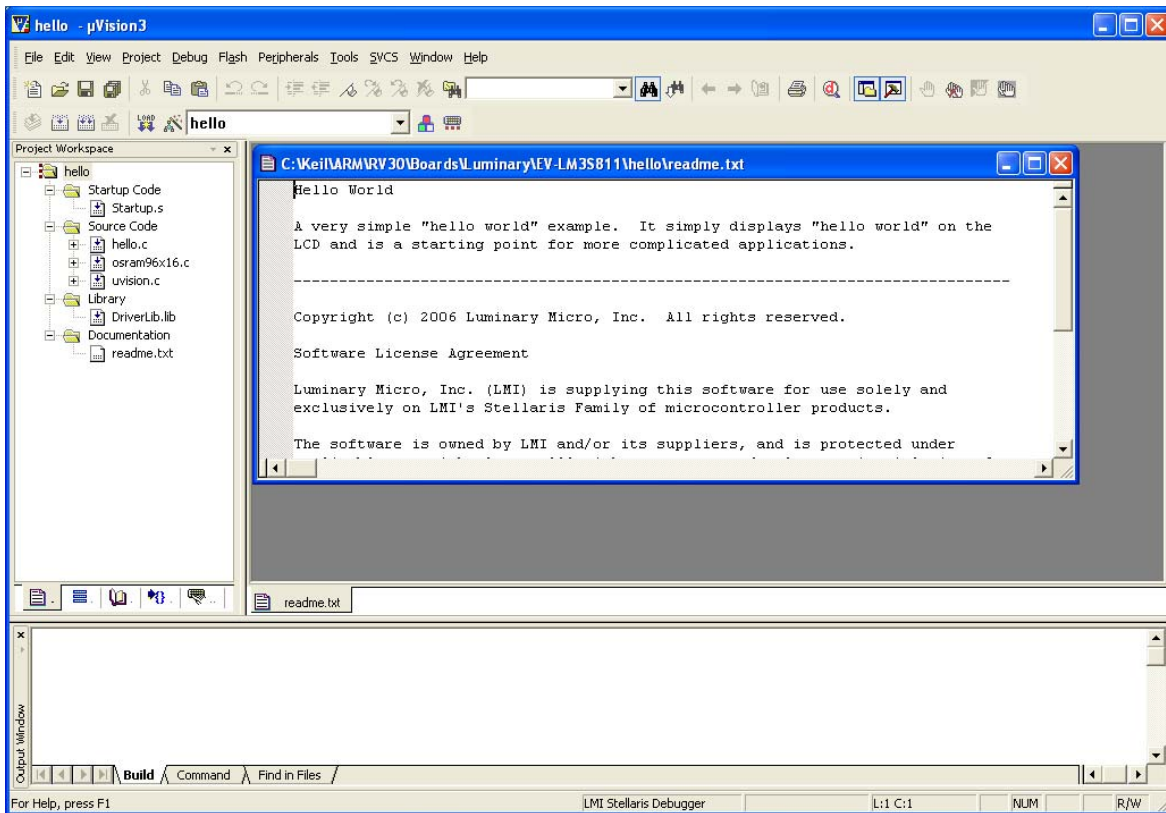 hello - µVision3
File Edit View Project Debug Flash Peripherals Tools SVCS Window Help
LOAD hello
Project Workspace
hello
Startup Code
Startup.s
Source Code
hello.c
osram96x16.c
uvision.c
Library
DriverLib.lib
Documentation
readme.txt
C:\Keil\ARM\RV30\Boards\Luminary\EV-LM3S811\hello\readme.txt
Hello World
A very simple "hello world" example.  It simply displays "hello world" on the
LCD and is a starting point for more complicated applications.
-------------------------------------------------------------------------------
Copyright (c) 2006 Luminary Micro, Inc.  All rights reserved.
Software License Agreement
Luminary Micro, Inc. (LMI) is supplying this software for use solely and
exclusively on LMI's Stellaris Family of microcontroller products.
The software is owned by LMI and/or its suppliers, and is protected under
readme.txt
Output Window
Build Command Find in Files
For Help, press F1 LMI Stellaris Debugger L:1 C:1 NUM R/W